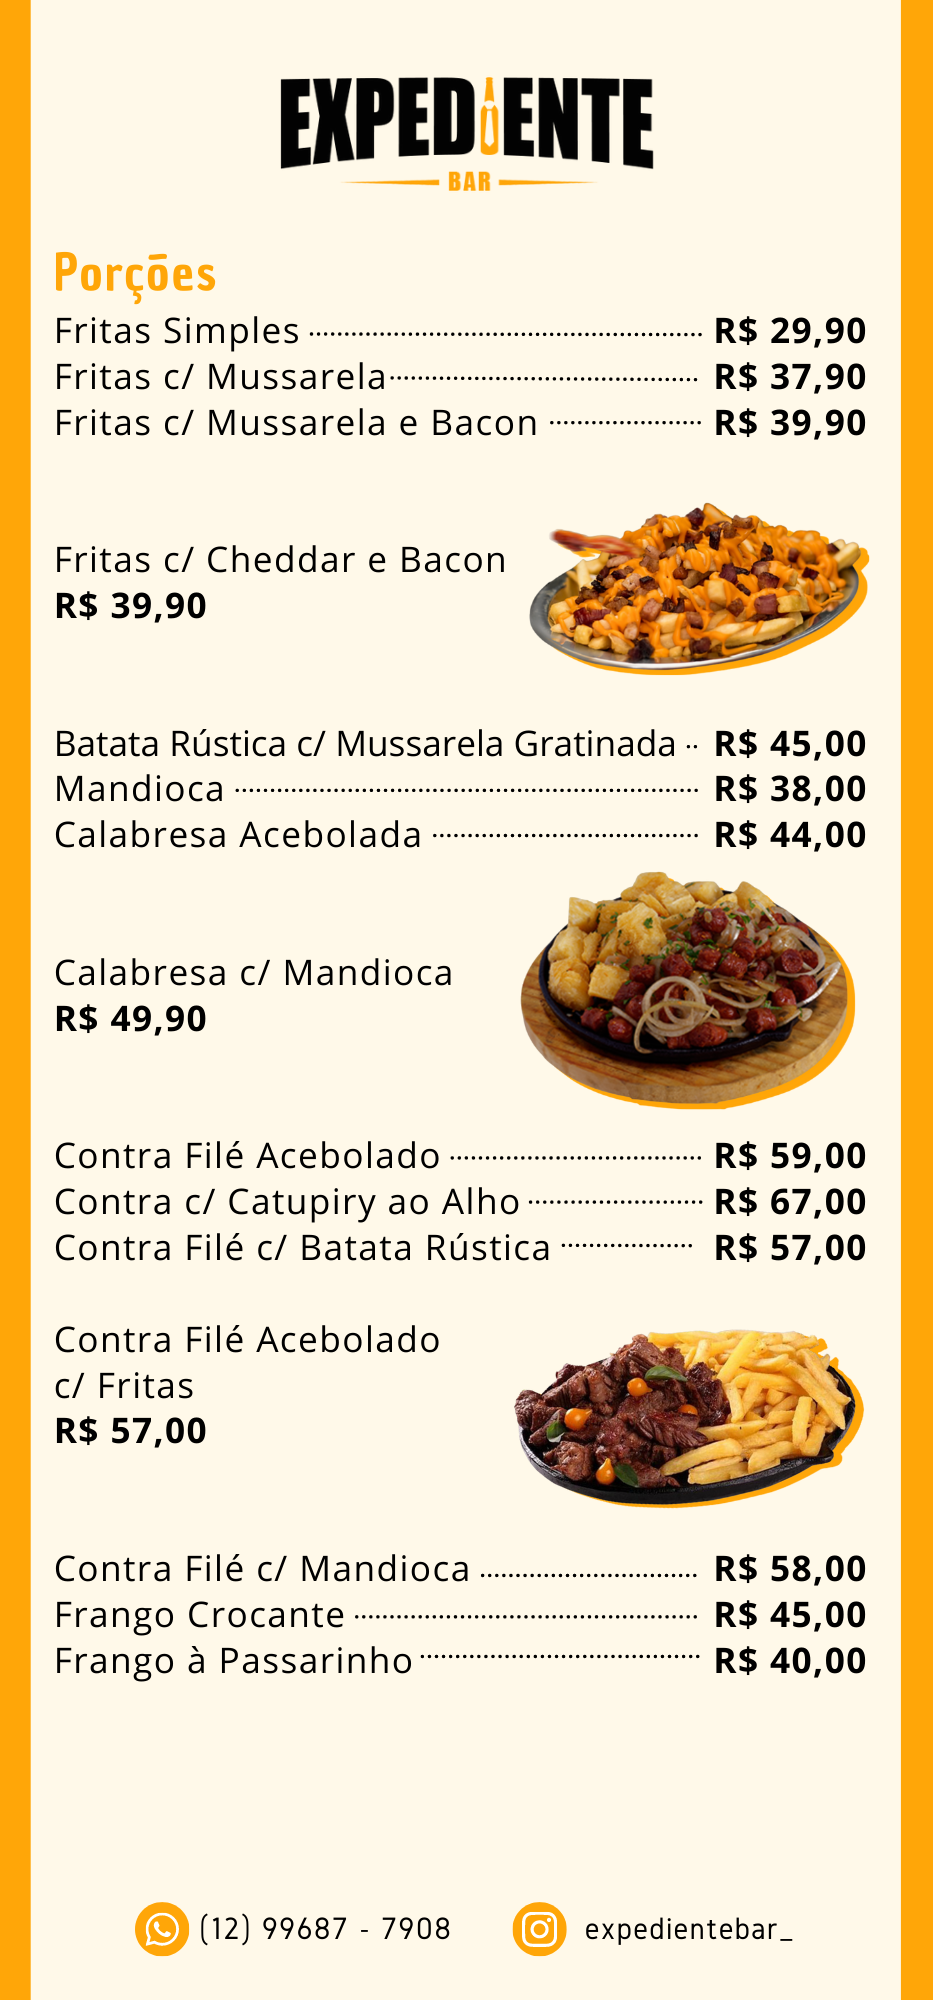 EXPEDIENTE
BAR
Porções
Fritas Simples R$ 29,90
Fritas c/ Mussarela R$ 37,90
Fritas c/ Mussarela e Bacon R$ 39,90
Fritas c/ Cheddar e Bacon
R$ 39,90
Batata Rústica c/ Mussarela Gratinada R$ 45,00
Mandioca R$ 38,00
Calabresa Acebolada R$ 44,00
Calabresa c/ Mandioca
R$ 49,90
Contra Filé Acebolado R$ 59,00
Contra c/ Catupiry ao Alho R$ 67,00
Contra Filé c/ Batata Rústica R$ 57,00
Contra Filé Acebolado
c/ Fritas
R$ 57,00
Contra Filé c/ Mandioca R$ 58,00
Frango Crocante R$ 45,00
Frango à Passarinho R$ 40,00
(12) 99687 - 7908 expedientebar_